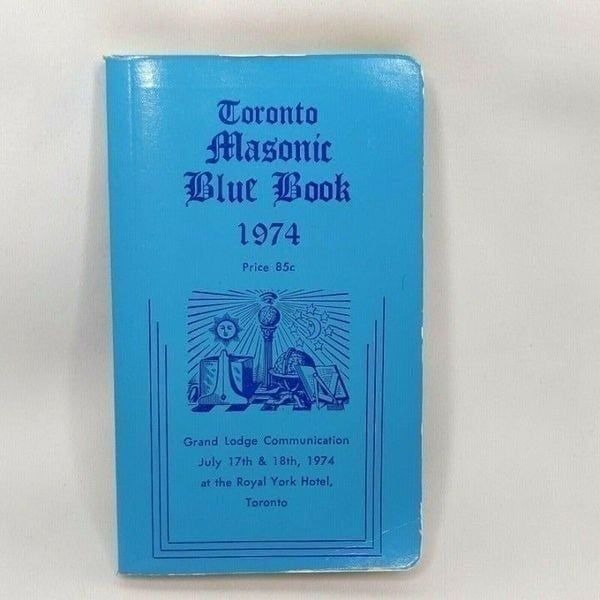 Toronto
Masonic
Blue Book
1974
Price 85c
Grand Lodge Communication
July 17th & 18th, 1974
at the Royal York Hotel,
Toronto